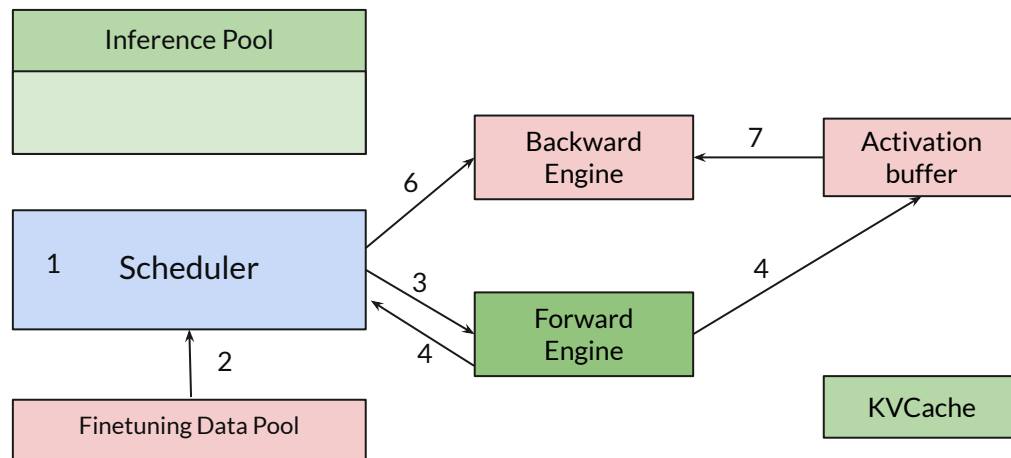 Inference Pool
Backward
Engine
7
Activation
buffer
6
1
Scheduler
3
4
4
Forward
Engine
2
Finetuning Data Pool
KVCache